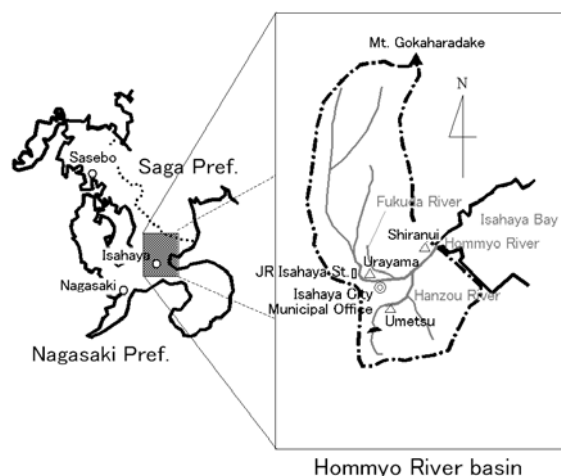 Mt. Gokaharadake
N
Sasebo
Saga Pref.
Fukuda River
Isahaya Bay
Shiranui
Hommyo River
Isahaya
Urayama
JR Isahaya St.
Nagasaki
Isahaya City
Municipal Office
Hanzou River
Umetsu
Nagasaki Pref.
Hommyo River basin